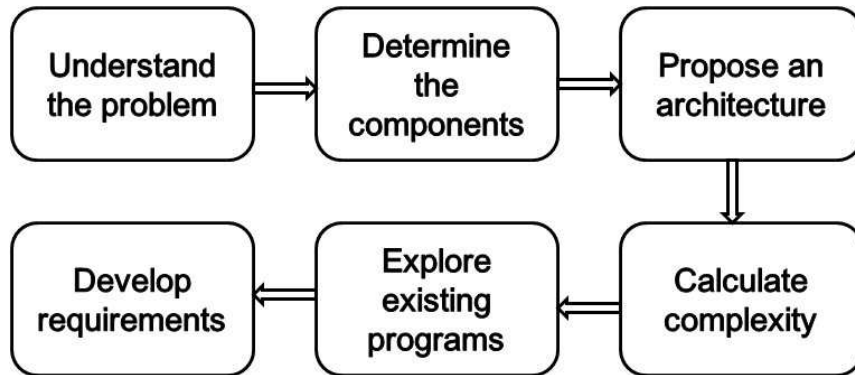 Understand
the problem
Determine
the
components
Propose an
architecture
Calculate
complexity
Explore
existing
programs
Develop
requirements